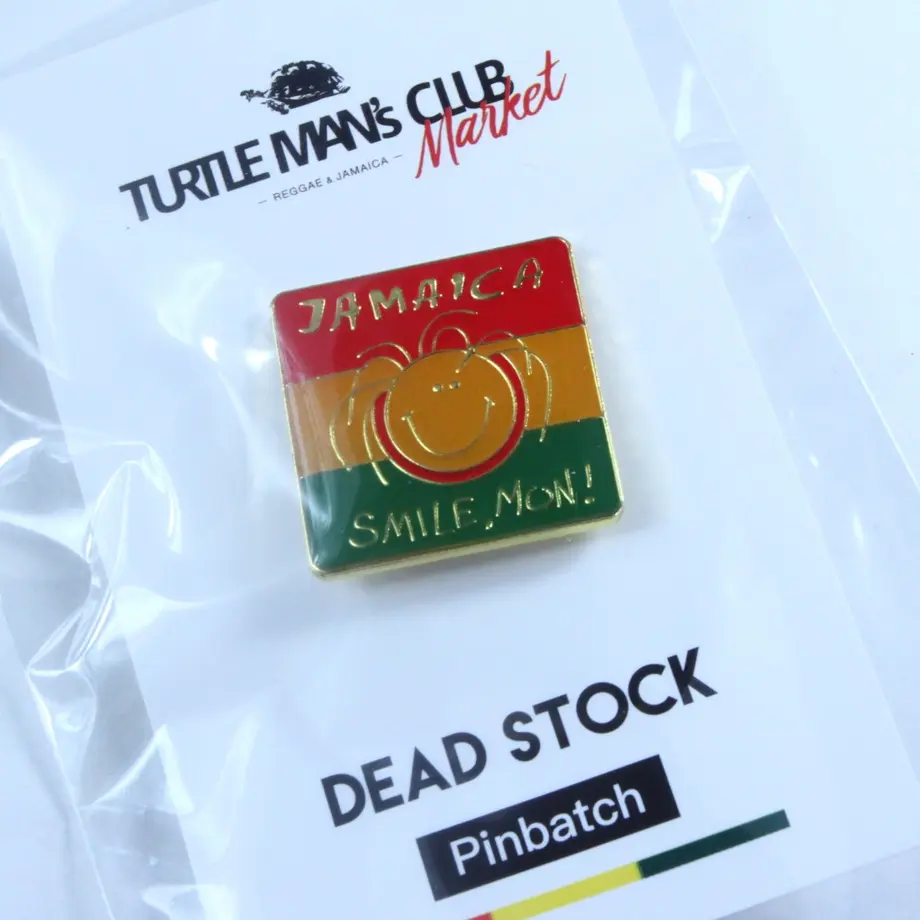 TURTLE MAN's CLUB
Market
— REGGAE & JAMAICA —
JAMAICA
SMILE, MON!
DEAD STOCK
Pinbatch